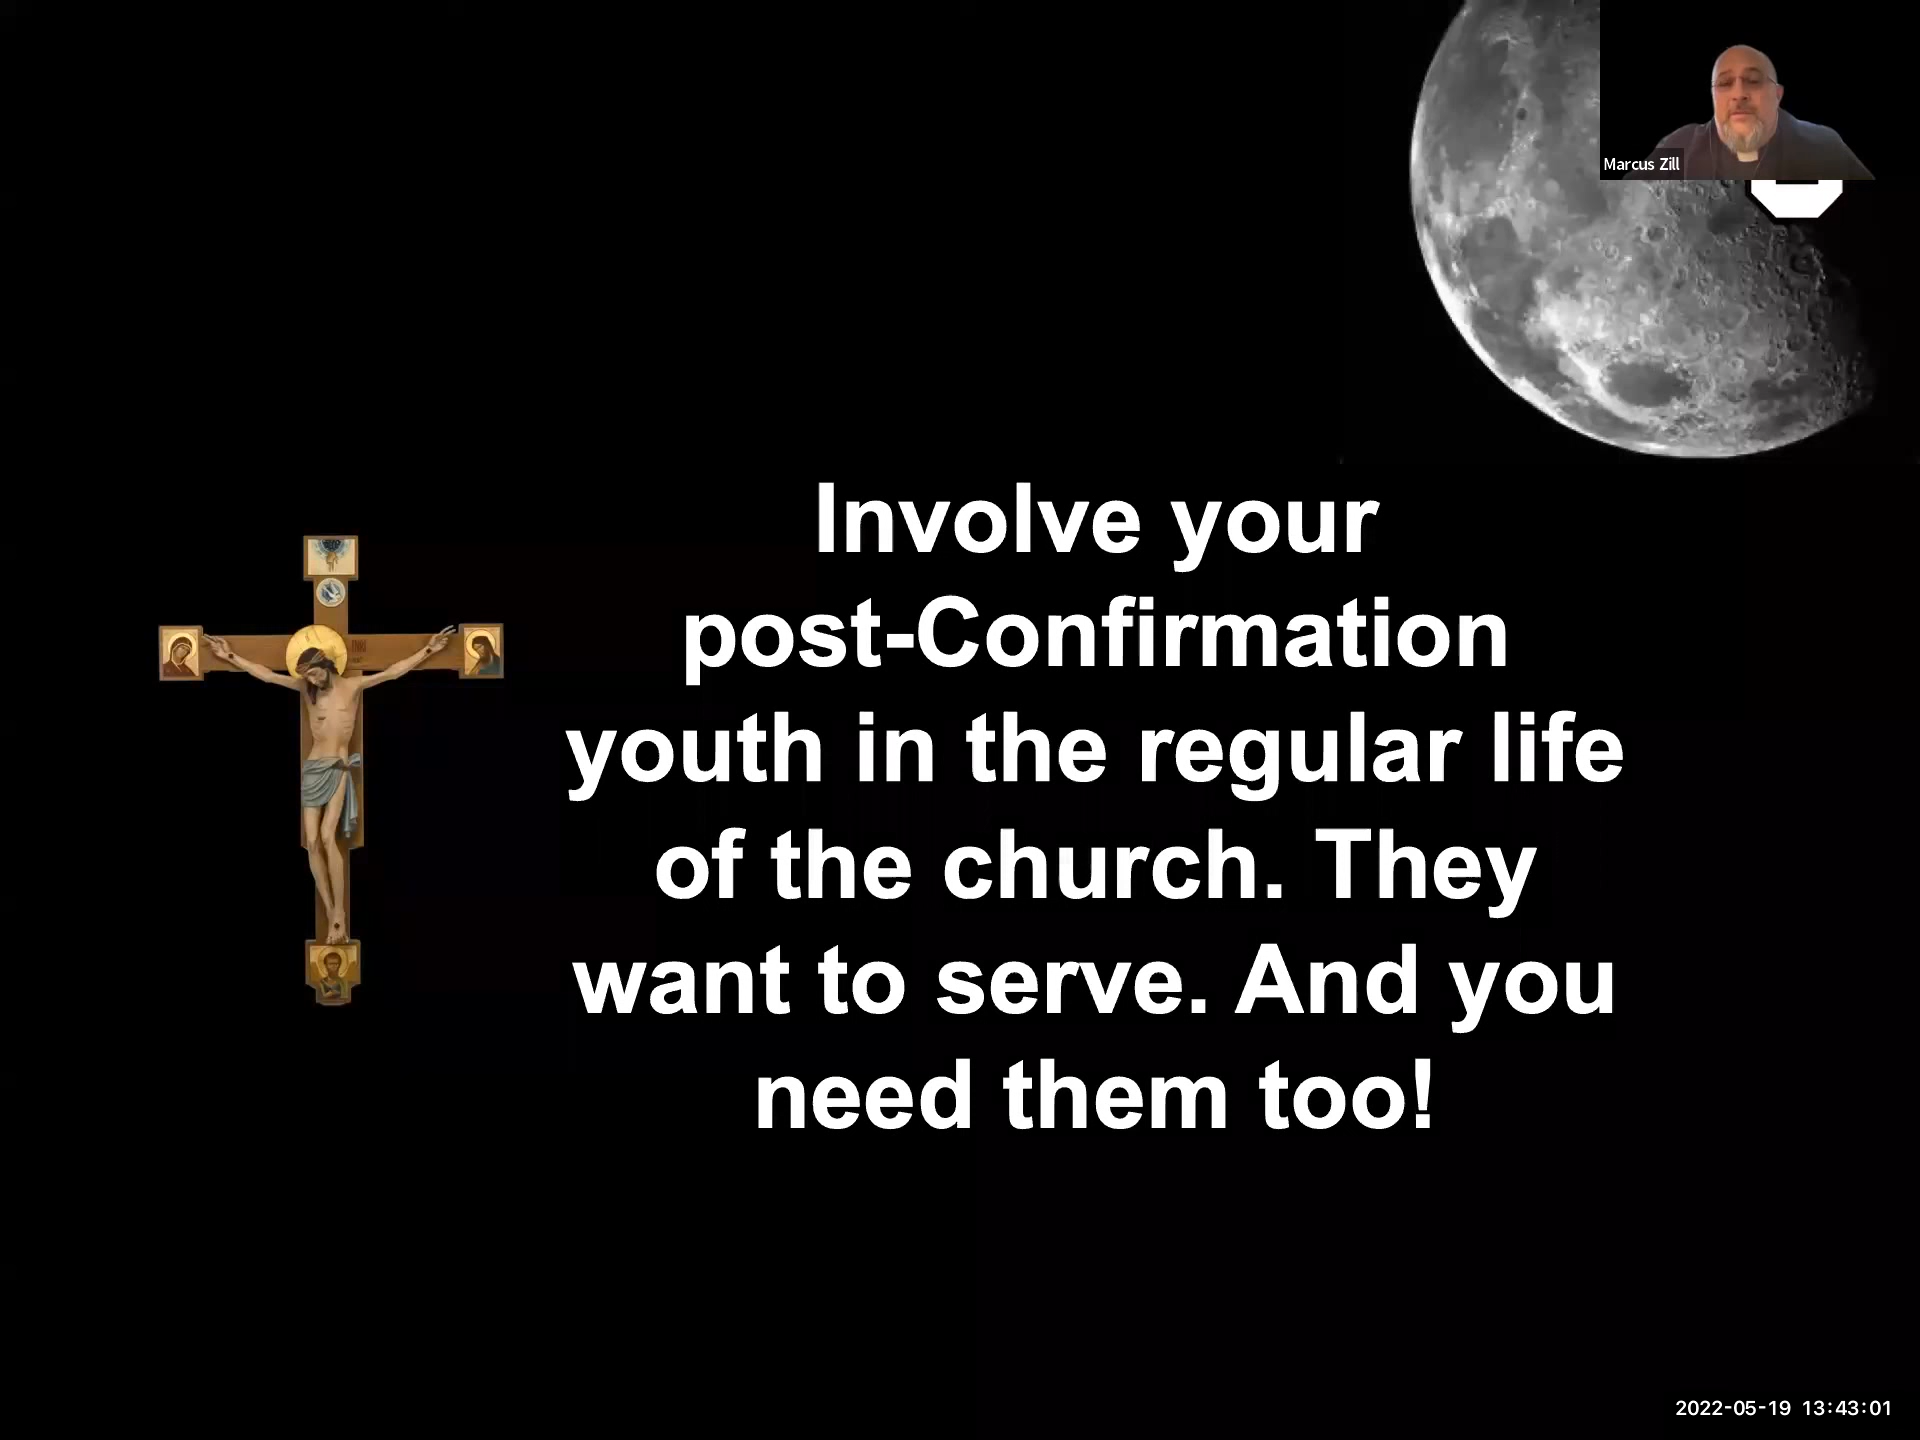 Marcus Zill
Involve your
post-Confirmation
youth in the regular life
of the church. They
want to serve. And you
need them too!
2022-05-19 13:43:01